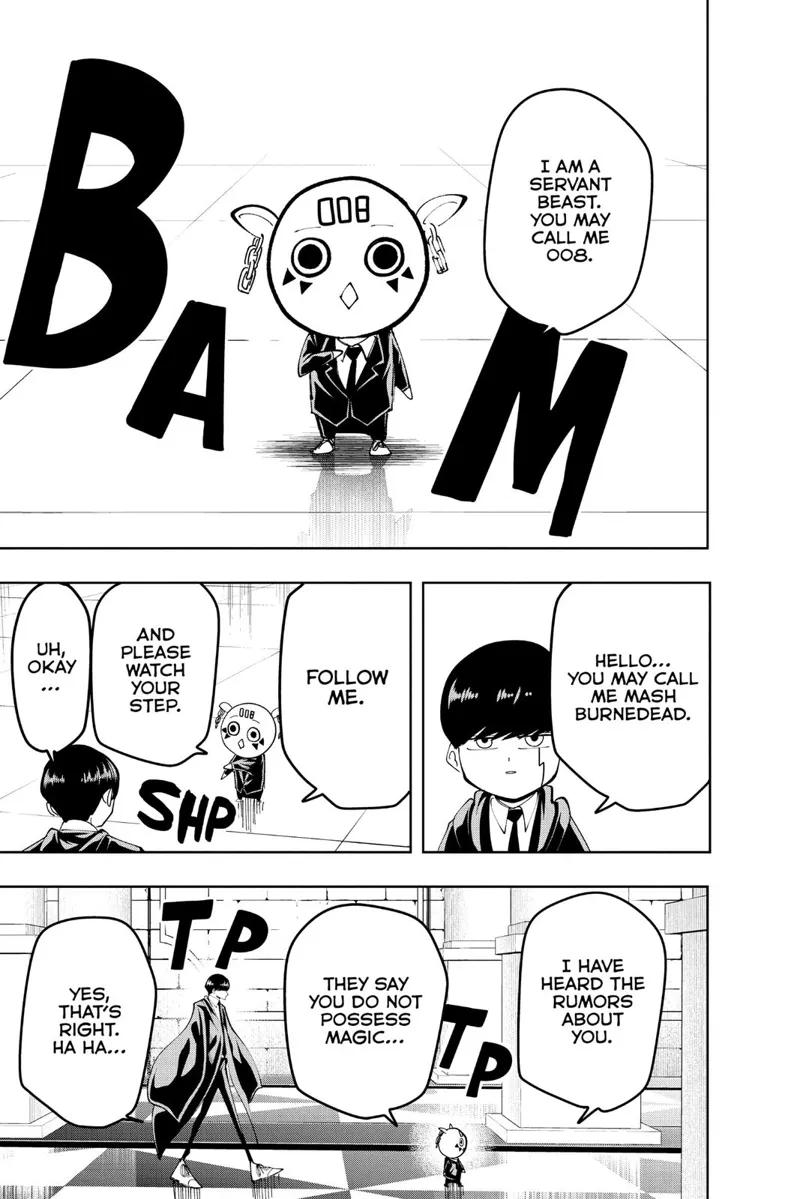 BAM
I AM A
SERVANT
BEAST.
YOU MAY
CALL ME
008.
008
HELLO...
YOU MAY CALL
ME MASH
BURNEDEAD.
FOLLOW
ME.
AND
PLEASE
WATCH
YOUR
STEP.
008
SHP
UH,
OKAY
...
I HAVE
HEARD THE
RUMORS
ABOUT
YOU.
TP
THEY SAY
YOU DO NOT
POSSESS
MAGIC...
TP
YES,
THAT'S
RIGHT.
HA HA...